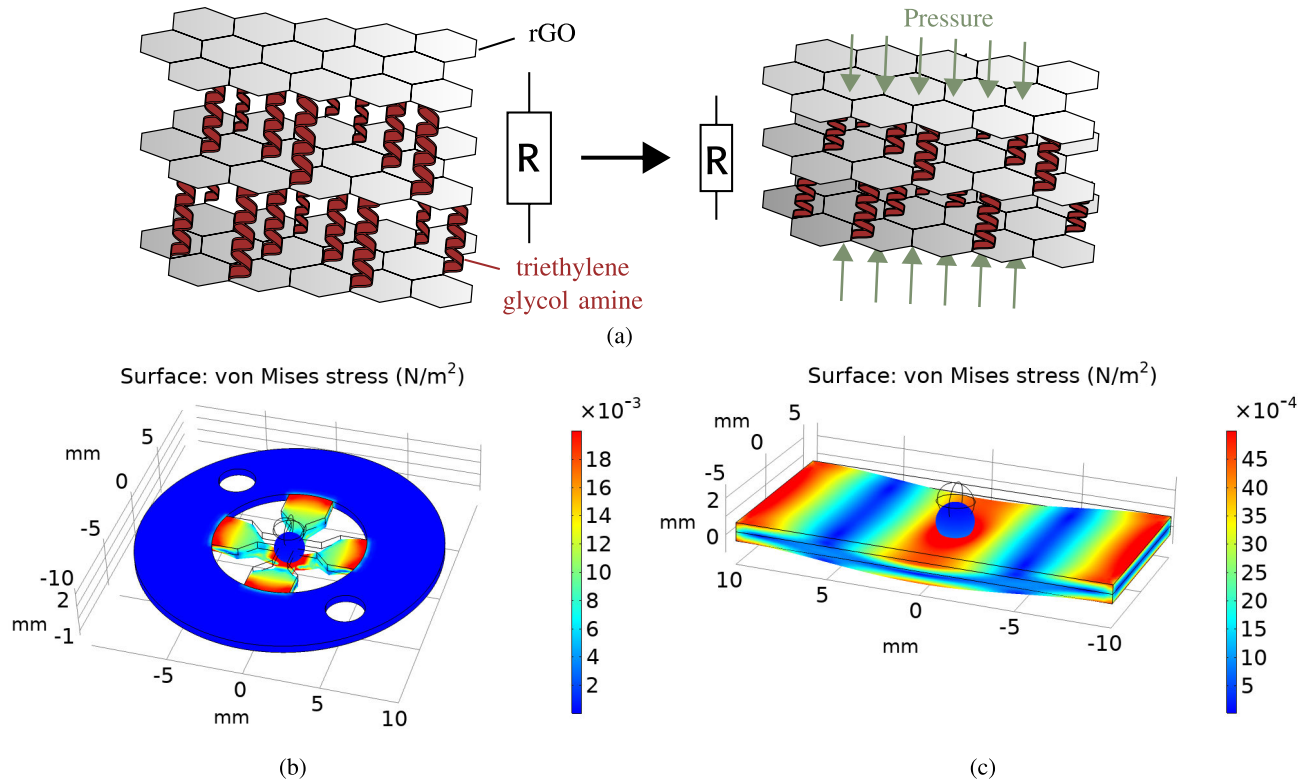 rGO
Pressure
R
R
triethylene
glycol amine
(a)
Surface: von Mises stress (N/m²)
×10⁻³
5
mm
0
-5
-10
2
mm
-1
-5
0
5
10
mm
18
16
14
12
10
8
6
4
2
(b)
Surface: von Mises stress (N/m²)
×10⁻⁴
5
mm
0
-5
2
mm
0
10
5
0
-5
-10
mm
45
40
35
30
25
20
15
10
5
(c)